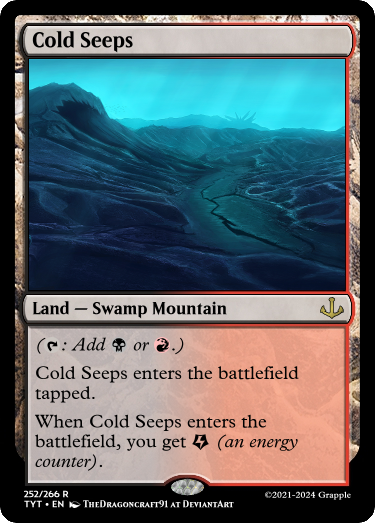 Cold Seeps
Land — Swamp Mountain
( : Add or .)
Cold Seeps enters the battlefield
tapped.
When Cold Seeps enters the
battlefield, you get (an energy
counter).
252/266 R
TYT • EN TheDragoncraft91 at DeviantArt
©2021-2024 Grapple